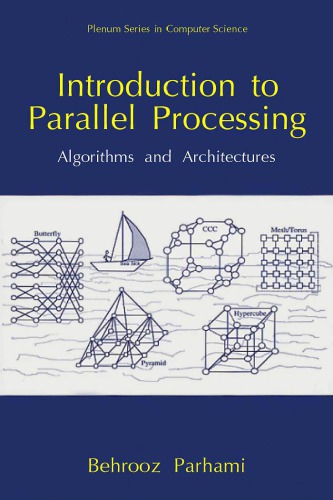 Plenum Series in Computer Science
Introduction to
Parallel Processing
Algorithms and Architectures
Butterfly
CCC
Mesh/Torus
Pyramid
Hypercube
Behrooz Parhami